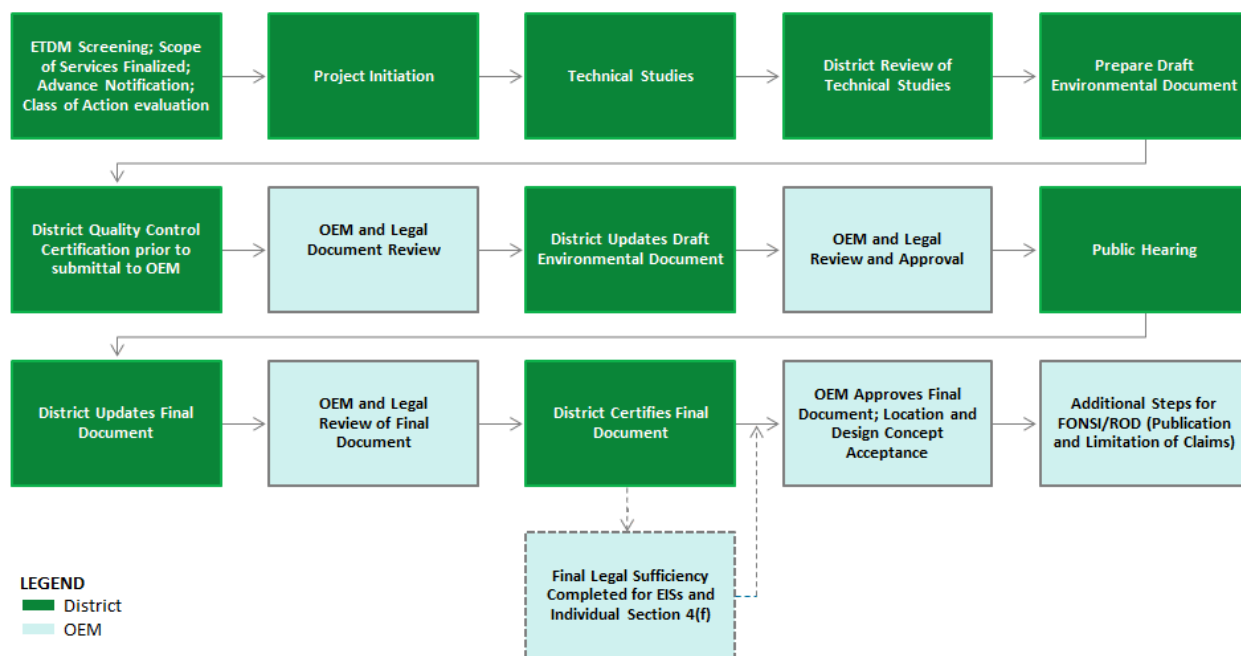 ETDM Screening; Scope
of Services Finalized;
Advance Notification;
Class of Action evaluation
Project Initiation
Technical Studies
District Review of
Technical Studies
Prepare Draft
Environmental Document
District Quality Control
Certification prior to
submittal to OEM
OEM and Legal
Document Review
District Updates Draft
Environmental Document
OEM and Legal
Review and Approval
Public Hearing
District Updates Final
Document
OEM and Legal
Review of Final
Document
District Certifies Final
Document
OEM Approves Final
Document; Location and
Design Concept
Acceptance
Additional Steps for
FONSI/ROD (Publication
and Limitation of Claims)
Final Legal Sufficiency
Completed for EISs and
Individual Section 4(f)
LEGEND
District
OEM